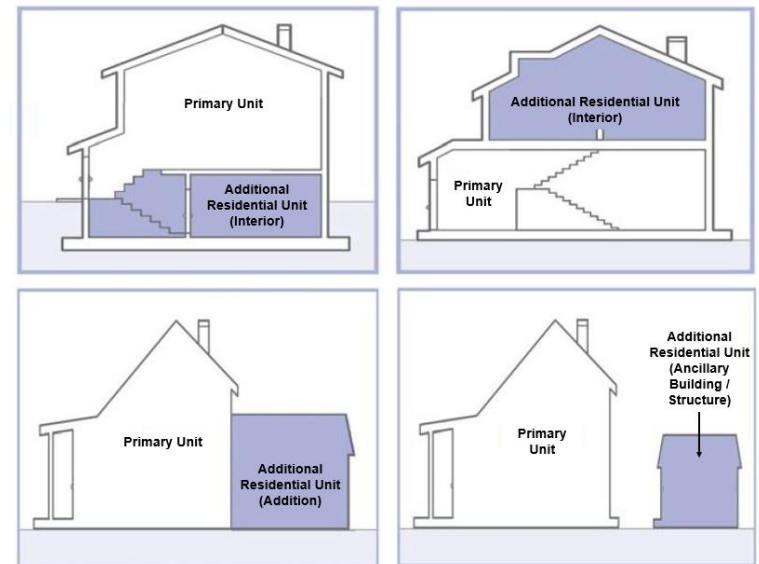 Primary Unit
Additional
Residential Unit
(Interior)
Additional Residential Unit
(Interior)
Primary
Unit
Primary Unit
Additional
Residential Unit
(Addition)
Additional
Residential Unit
(Ancillary
Building /
Structure)
Primary
Unit